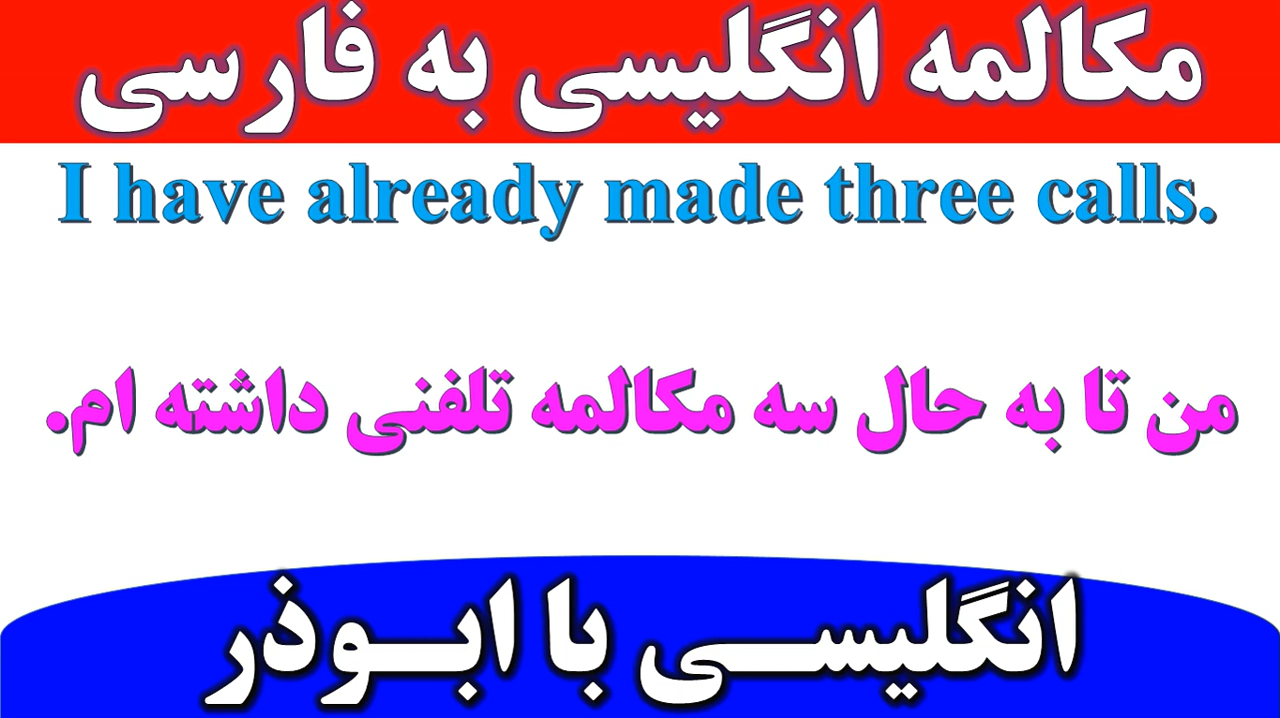 مکالمه انگلیسی به فارسی
I have already made three calls.
من تا به حال سه مکالمه تلفنی داشته ام.
انگلیســـی با ابـــوذر